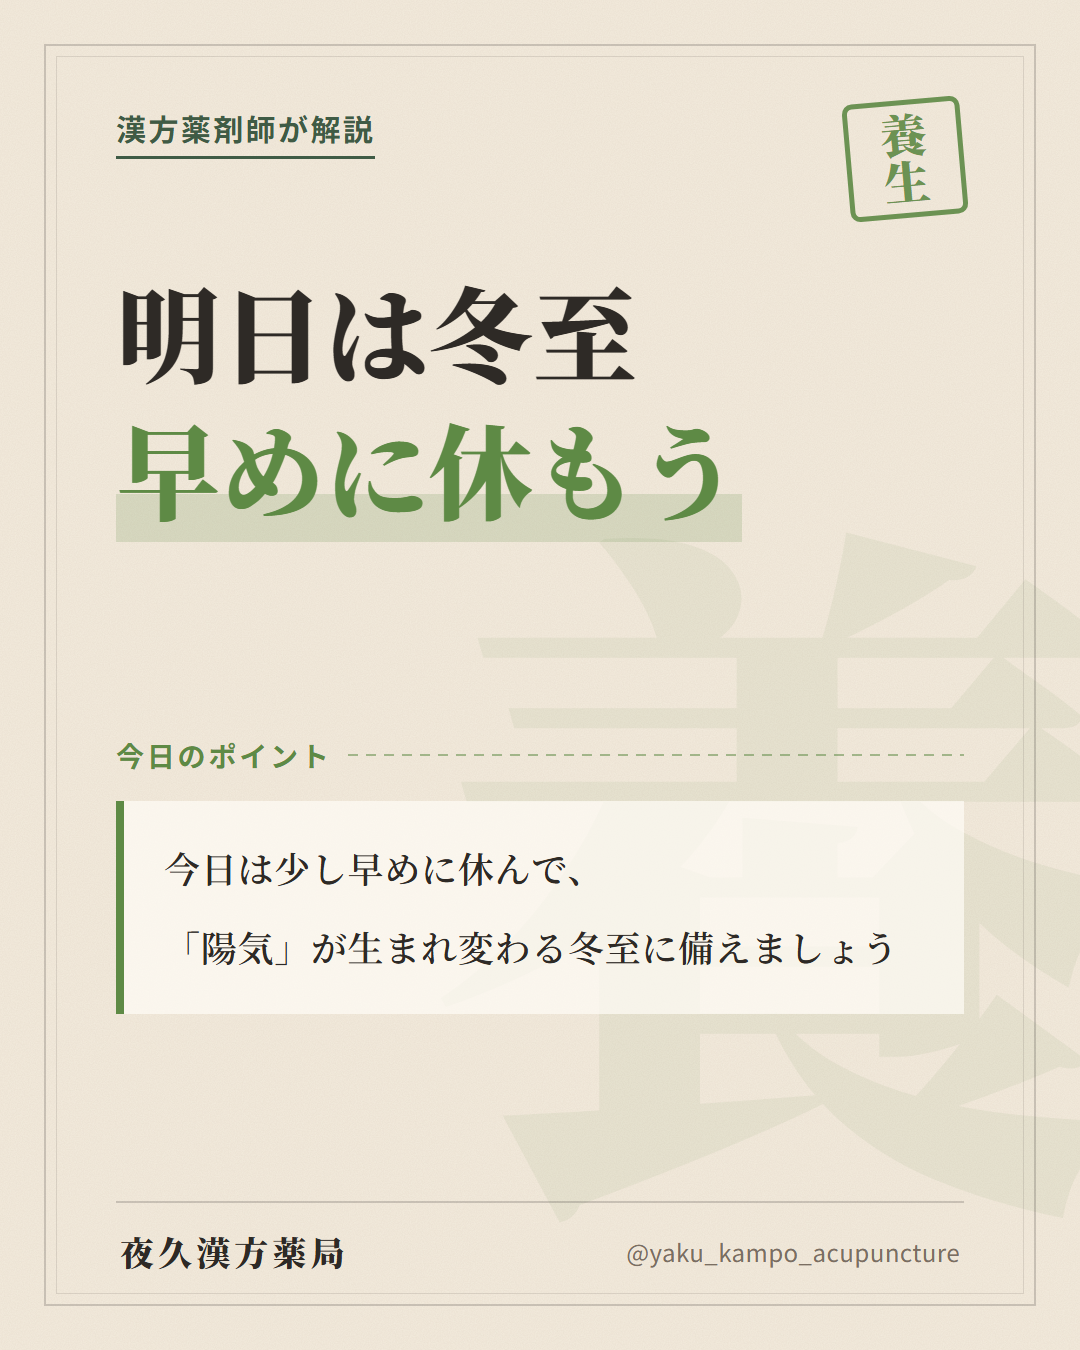 漢方薬剤師が解説
養生
明日は冬至
早めに休もう
今日のポイント
今日は少し早めに休んで、
「陽気」が生まれ変わる冬至に備えましょう
養
夜久漢方薬局
@yaku_kampo_acupuncture